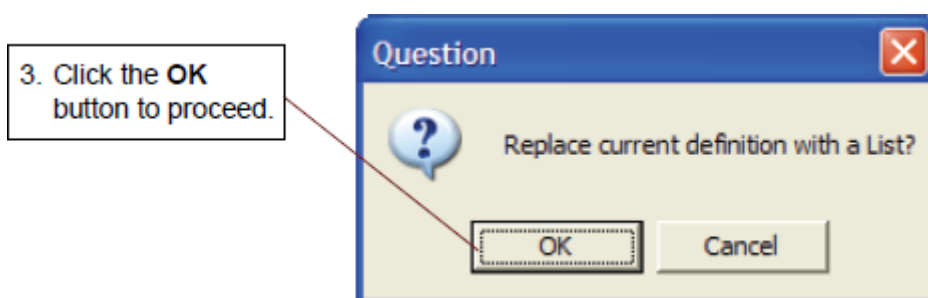 3. Click the OK
button to proceed.
Question
Replace current definition with a List?
OK
Cancel